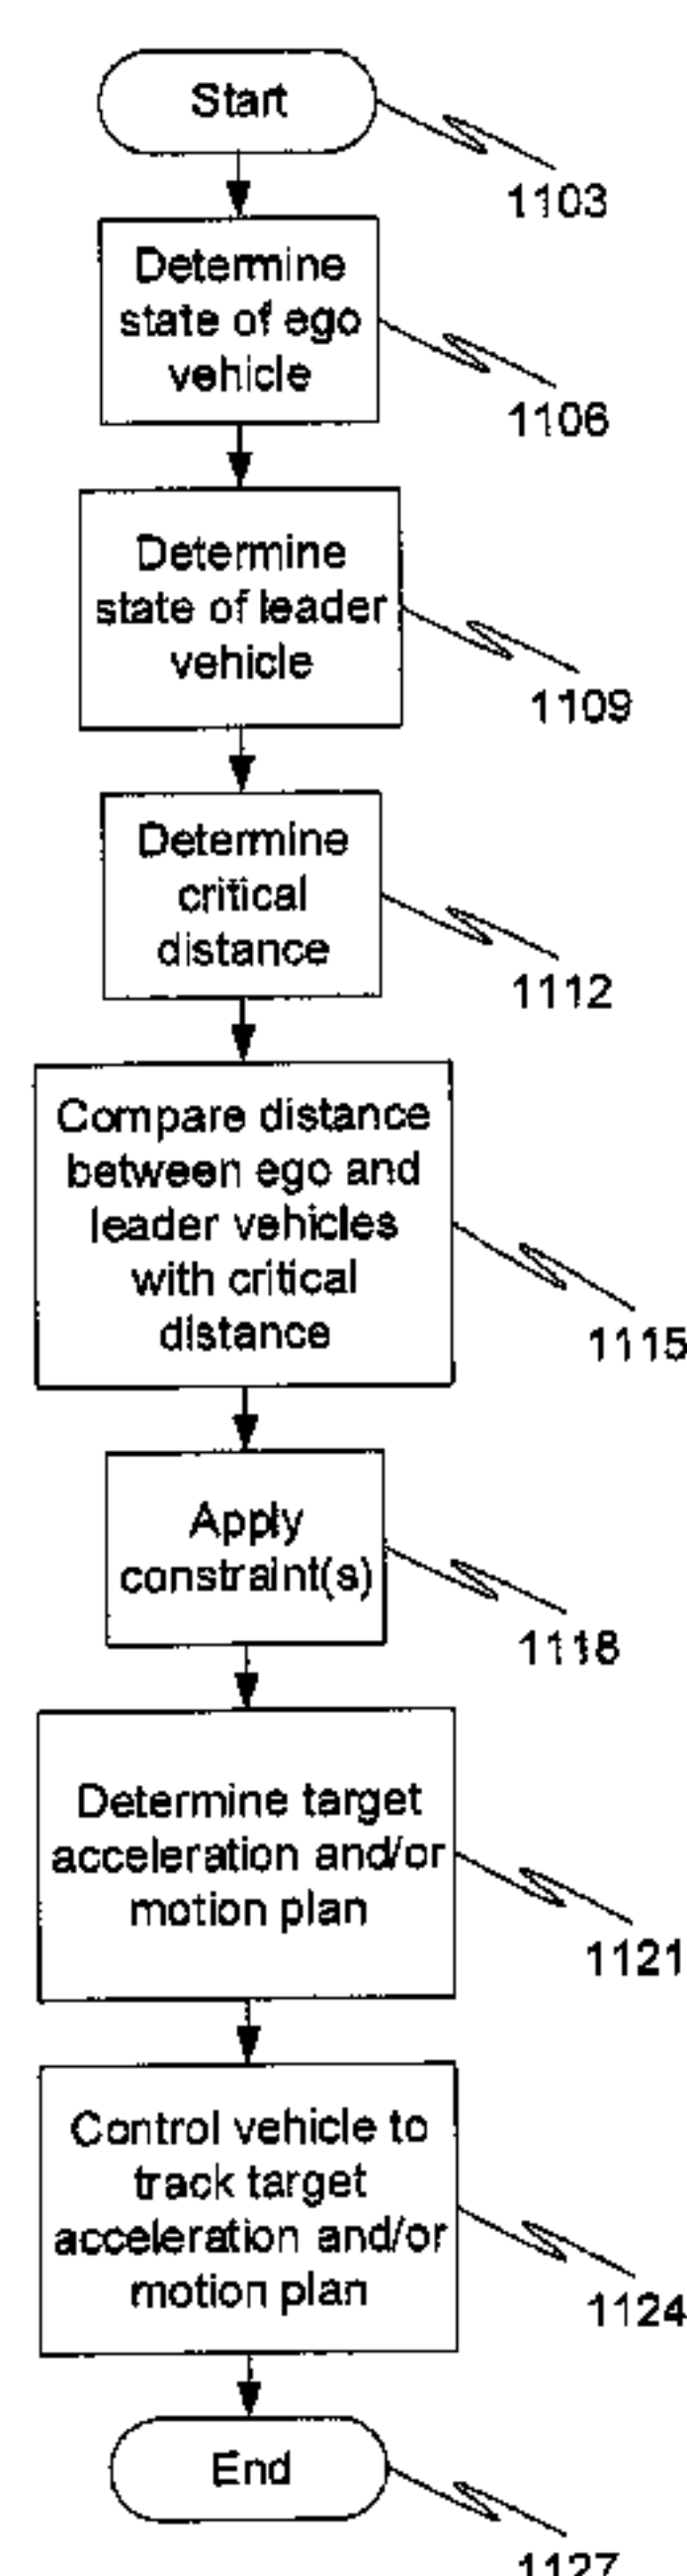 Start
1103
Determine
state of ego
vehicle
1106
Determine
state of leader
vehicle
1109
Determine
critical
distance
1112
Compare distance
between ego and
leader vehicles
with critical
distance
1115
Apply
constraint(s)
1118
Determine target
acceleration and/or
motion plan
1121
Control vehicle to
track target
acceleration and/or
motion plan
1124
End
1127